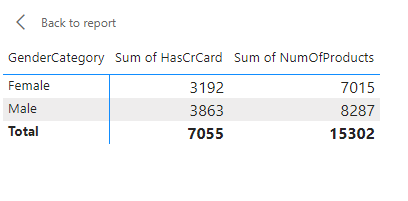 Back to report
GenderCategory Sum of HasCrCard Sum of NumOfProducts
Female 3192 7015
Male 3863 8287
Total 7055 15302